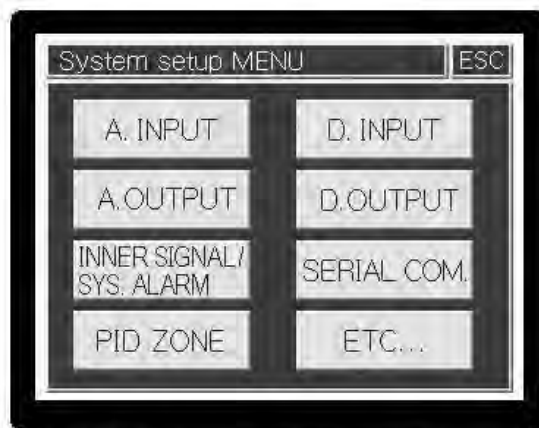 System setup MENU
ESC
A. INPUT
D. INPUT
A.OUTPUT
D.OUTPUT
INNER SIGNAL/
SYS. ALARM
SERIAL COM.
PID ZONE
ETC...